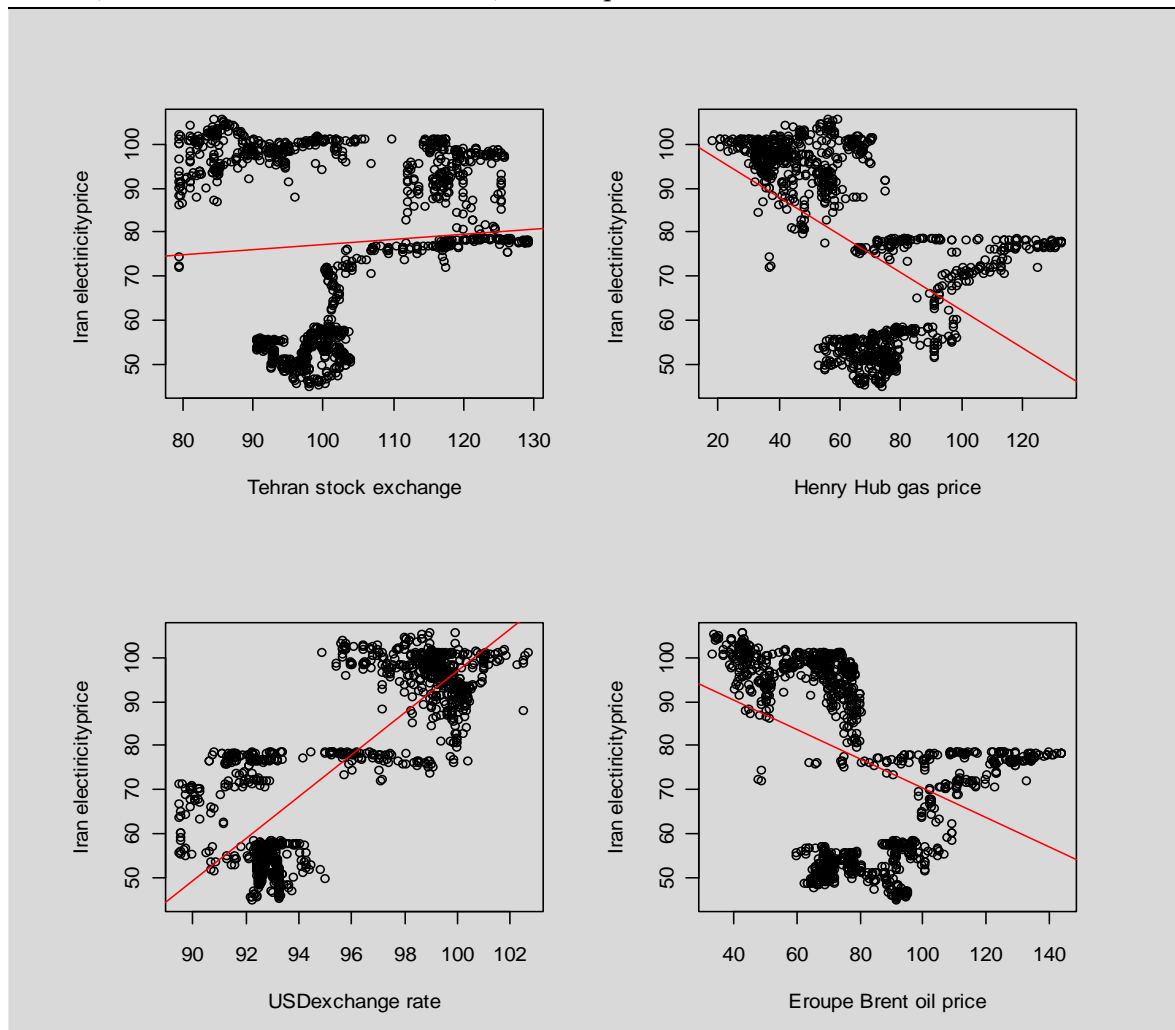 100
90
80
70
60
50
Iran electiricityprice
80 90 100 110 120 130
Tehran stock exchange
100
90
80
70
60
50
Iran electiricityprice
20 40 60 80 100 120
Henry Hub gas price
100
90
80
70
60
50
Iran electiricityprice
90 92 94 96 98 100 102
USDexchange rate
100
90
80
70
60
50
Iran electiricityprice
40 60 80 100 120 140
Eroupe Brent oil price